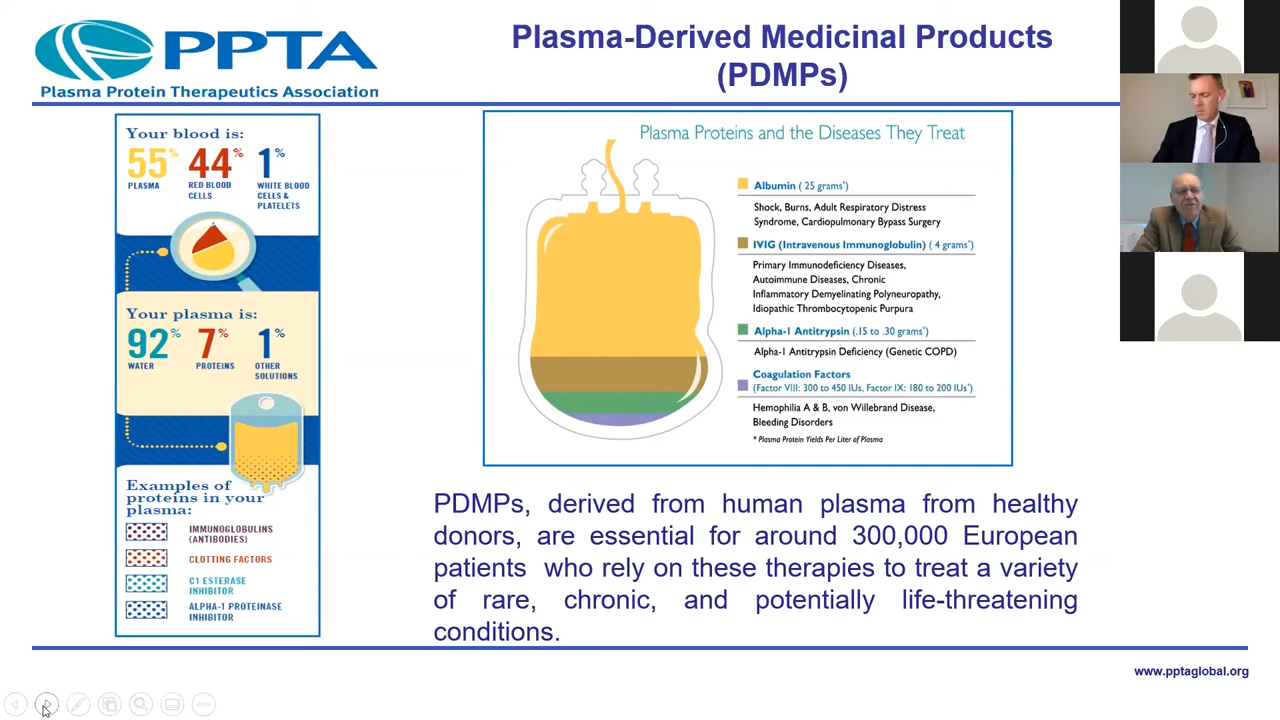 PPTA
Plasma Protein Therapeutics Association
Plasma-Derived Medicinal Products
(PDMPs)
Your blood is:
55% 44% 1%
PLASMA RED BLOOD CELLS WHITE BLOOD CELLS & PLATELETS
Your plasma is:
92% 7% 1%
WATER PROTEINS OTHER SOLUTIONS
Examples of
proteins in your
plasma:
IMMUNOGLOBULINS
(ANTIBODIES)
CLOTTING FACTORS
C1 ESTERASE
INHIBITOR
ALPHA-1 PROTEINASE
INHIBITOR
Plasma Proteins and the Diseases They Treat
Albumin ( 25 grams*)
Shock, Burns, Adult Respiratory Distress
Syndrome, Cardiopulmonary Bypass Surgery
IVIG (Intravenous Immunoglobulin) ( 4 grams*)
Primary Immunodeficiency Diseases,
Autoimmune Diseases, Chronic
Inflammatory Demyelinating Polyneuropathy,
Idiopathic Thrombocytopenic Purpura
Alpha-1 Antitrypsin (.15 to .30 grams*)
Alpha-1 Antitrypsin Deficiency (Genetic COPD)
Coagulation Factors
(Factor VIII: 300 to 450 IUs, Factor IX: 180 to 200 IUs*)
Hemophilia A & B, von Willebrand Disease,
Bleeding Disorders
* Plasma Protein Yields Per Liter of Plasma
PDMPs, derived from human plasma from healthy
donors, are essential for around 300,000 European
patients who rely on these therapies to treat a variety
of rare, chronic, and potentially life-threatening
conditions.
www.pptaglobal.org